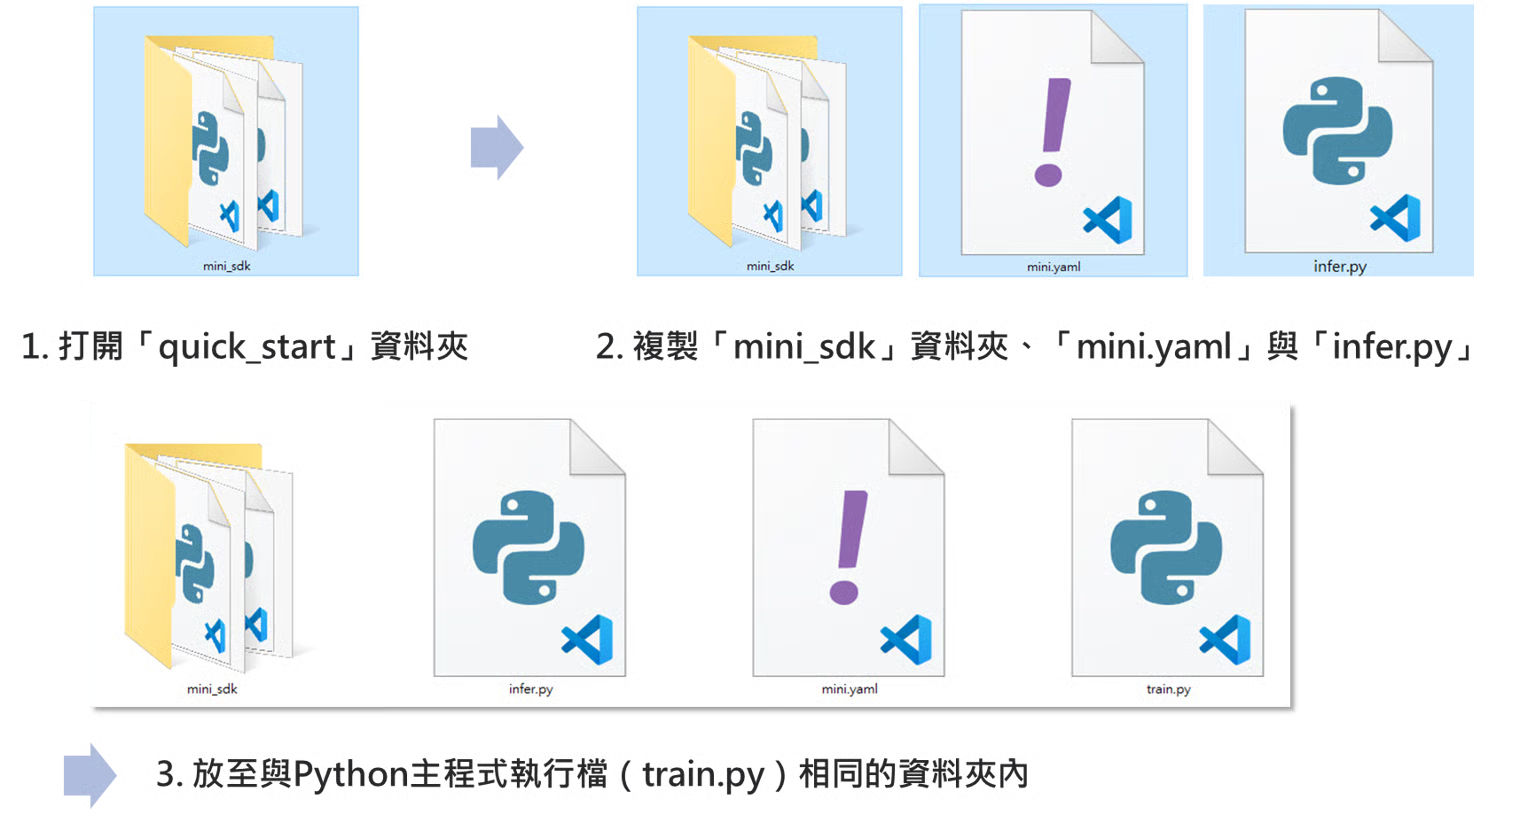 mini_sdk
mini_sdk
mini.yaml
infer.py
1. 打開「quick_start」資料夾
2. 複製「mini_sdk」資料夾、「mini.yaml」與「infer.py」
mini_sdk
infer.py
mini.yaml
train.py
3. 放至與Python主程式執行檔（train.py）相同的資料夾內